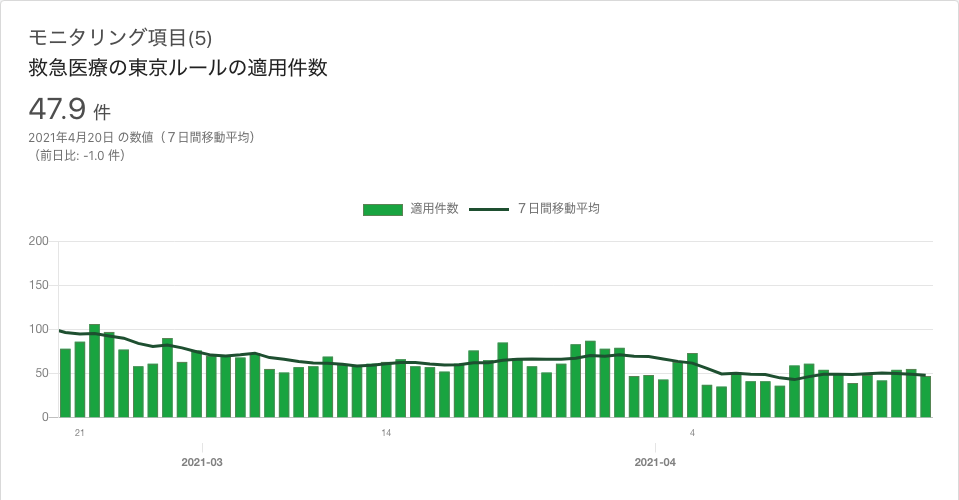 モニタリング項目(5)
救急医療の東京ルールの適用件数
47.9 件
2021年4月20日 の数値（７日間移動平均）
（前日比: -1.0 件）
適用件数 ７日間移動平均
200
150
100
50
0
21 14 4
2021-03 2021-04